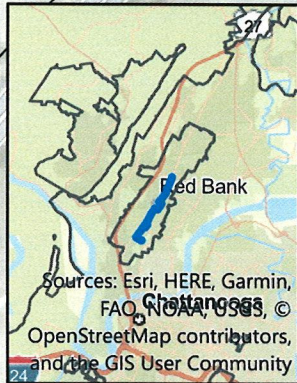 27
Red Bank
Sources: Esri, HERE, Garmin,
FAO, NOAA, USGS, ©
Chattanooga
OpenStreetMap contributors,
and the GIS User Community
24